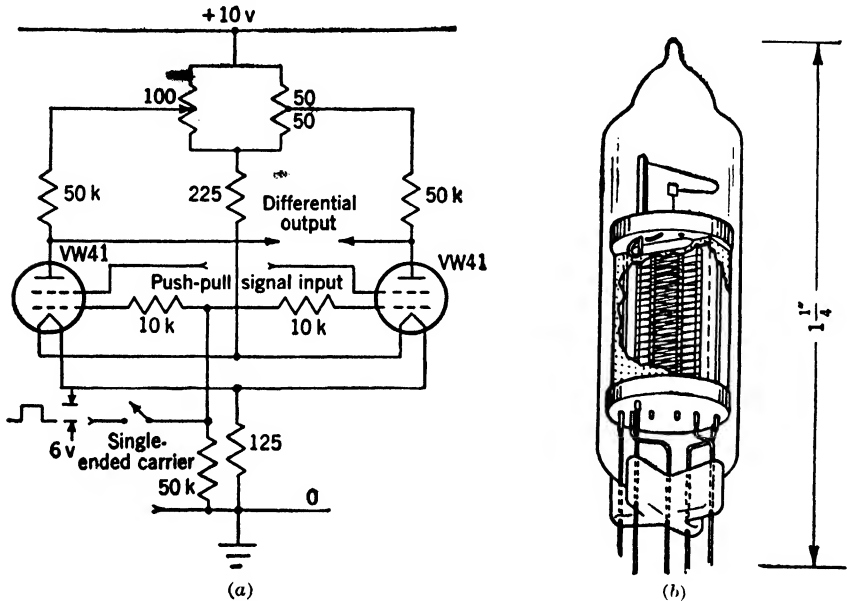 +10 v
100
50
50
50 k
225
50 k
Differential
output
VW41
VW41
Push-pull signal input
10 k
10 k
6 v
Single-
ended carrier
125
50 k
0
(a)
1 1/4"
(b)